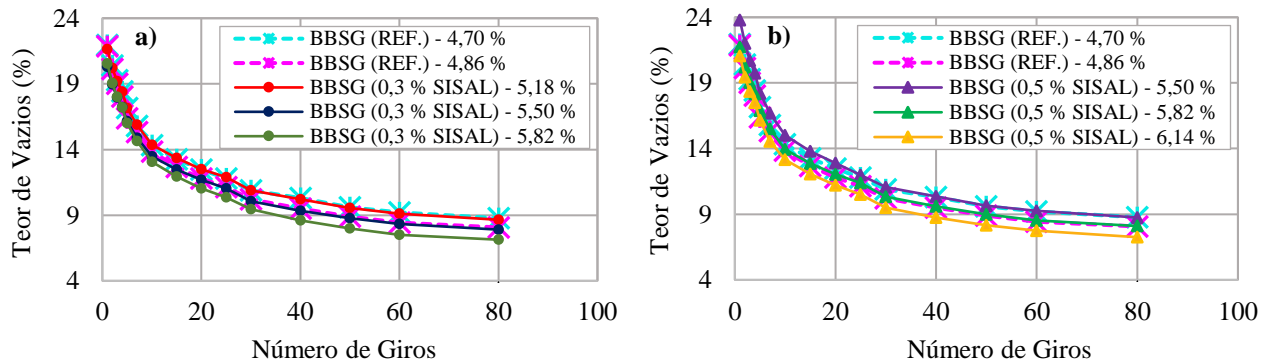 a)
BBSG (REF.) - 4,70 %
BBSG (REF.) - 4,86 %
BBSG (0,3 % SISAL) - 5,18 %
BBSG (0,3 % SISAL) - 5,50 %
BBSG (0,3 % SISAL) - 5,82 %
Teor de Vazios (%)
24
19
14
9
4
0
20
40
60
80
100
Número de Giros
b)
BBSG (REF.) - 4,70 %
BBSG (REF.) - 4,86 %
BBSG (0,5 % SISAL) - 5,50 %
BBSG (0,5 % SISAL) - 5,82 %
BBSG (0,5 % SISAL) - 6,14 %
Teor de Vazios (%)
24
19
14
9
4
0
20
40
60
80
100
Número de Giros